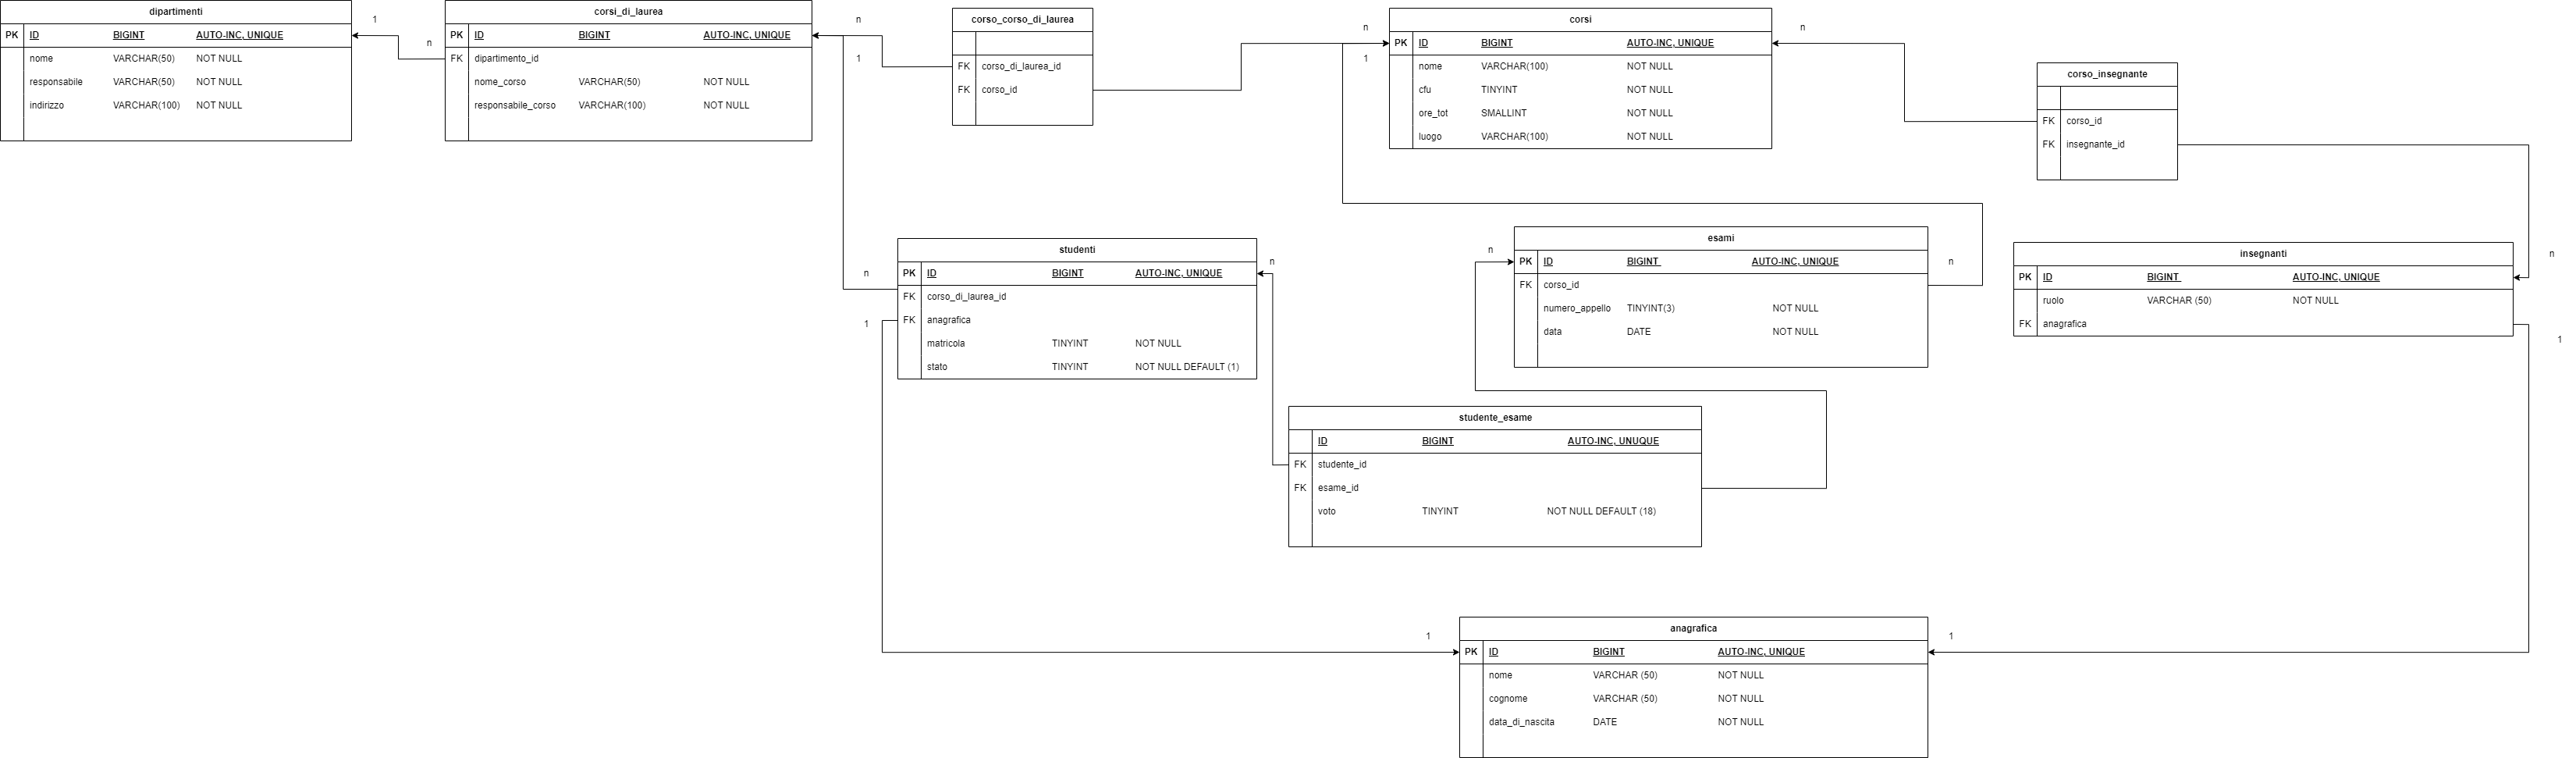 dipartimenti
PK ID BIGINT AUTO-INC, UNIQUE
nome VARCHAR(50) NOT NULL
responsabile VARCHAR(50) NOT NULL
indirizzo VARCHAR(100) NOT NULL
1
n
corsi_di_laurea
PK ID BIGINT AUTO-INC, UNIQUE
FK dipartimento_id
nome_corso VARCHAR(50) NOT NULL
responsabile_corso VARCHAR(100) NOT NULL
n
1
corso_corso_di_laurea
FK corso_di_laurea_id
FK corso_id
n
1
corsi
PK ID BIGINT AUTO-INC, UNIQUE
nome VARCHAR(100) NOT NULL
cfu TINYINT NOT NULL
ore_tot SMALLINT NOT NULL
luogo VARCHAR(100) NOT NULL
n
corso_insegnante
FK corso_id
FK insegnante_id
n
1
studenti
PK ID BIGINT AUTO-INC, UNIQUE
FK corso_di_laurea_id
FK anagrafica
matricola TINYINT NOT NULL
stato TINYINT NOT NULL DEFAULT (1)
n
n
esami
PK ID BIGINT AUTO-INC, UNIQUE
FK corso_id
numero_appello TINYINT(3) NOT NULL
data DATE NOT NULL
n
insegnanti
PK ID BIGINT AUTO-INC, UNIQUE
ruolo VARCHAR (50) NOT NULL
FK anagrafica
n
1
studente_esame
ID BIGINT AUTO-INC, UNUQUE
FK studente_id
FK esame_id
voto TINYINT NOT NULL DEFAULT (18)
1
anagrafica
PK ID BIGINT AUTO-INC, UNIQUE
nome VARCHAR (50) NOT NULL
cognome VARCHAR (50) NOT NULL
data_di_nascita DATE NOT NULL
1